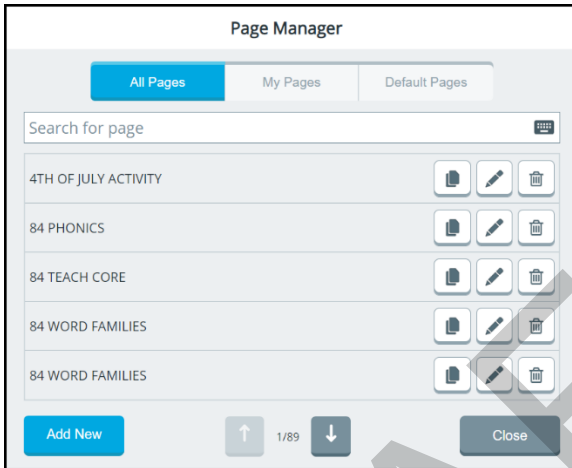 Page Manager
All Pages My Pages Default Pages
Search for page
4TH OF JULY ACTIVITY
84 PHONICS
84 TEACH CORE
84 WORD FAMILIES
84 WORD FAMILIES
Add New 1/89 Close